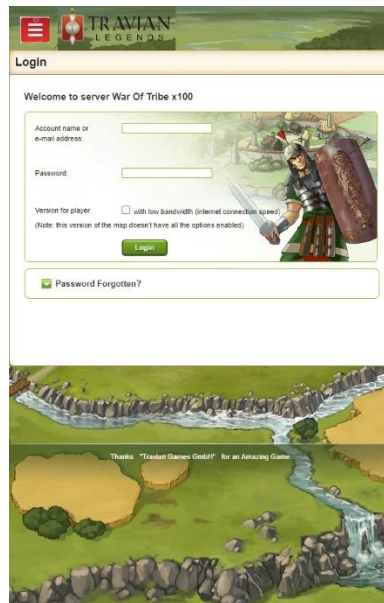 TRAVIAN
LEGENDS
Login
Welcome to server War Of Tribe x100
Account name or
e-mail address:
Password:
Version for player
with low bandwidth (internet connection speed)
(Note: this version of the map doesn't have all the options enabled)
Login
Password Forgotten?
Thanks "Travian Games GmbH" for an Amazing Game